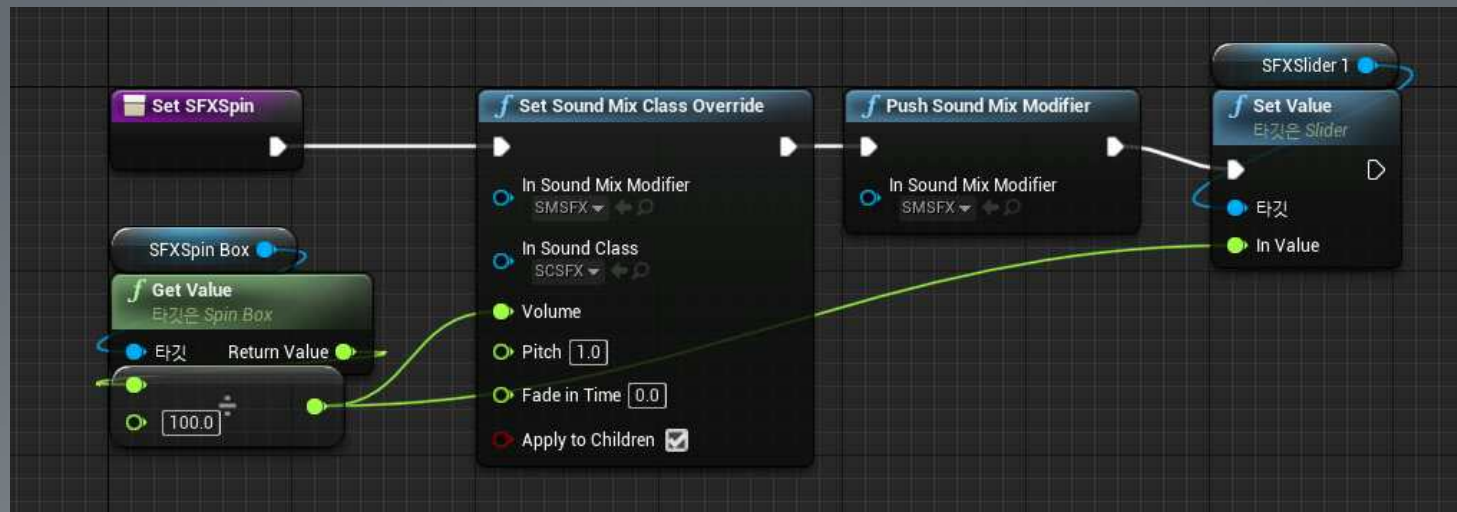 Set SFXSpin
SFXSpin Box
Get Value
타깃은 Spin Box
타깃 Return Value
÷
100.0
Set Sound Mix Class Override
In Sound Mix Modifier
SMSFX
In Sound Class
SCSFX
Volume
Pitch 1.0
Fade in Time 0.0
Apply to Children
Push Sound Mix Modifier
In Sound Mix Modifier
SMSFX
SFXSlider 1
Set Value
타깃은 Slider
타깃
In Value